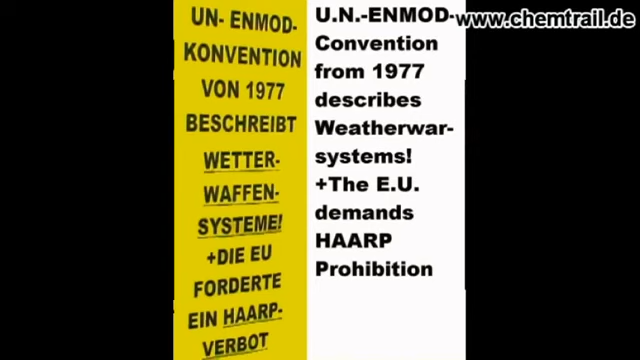 UN- ENMOD-
KONVENTION
VON 1977
BESCHREIBT
WETTER-
WAFFEN-
SYSTEME!
+DIE EU
FORDERTE
EIN HAARP-
VERBOT
U.N.-ENMOD-
Convention
from 1977
describes
Weatherwar-
systems!
+The E.U.
demands
HAARP
Prohibition
www.chemtrail.de